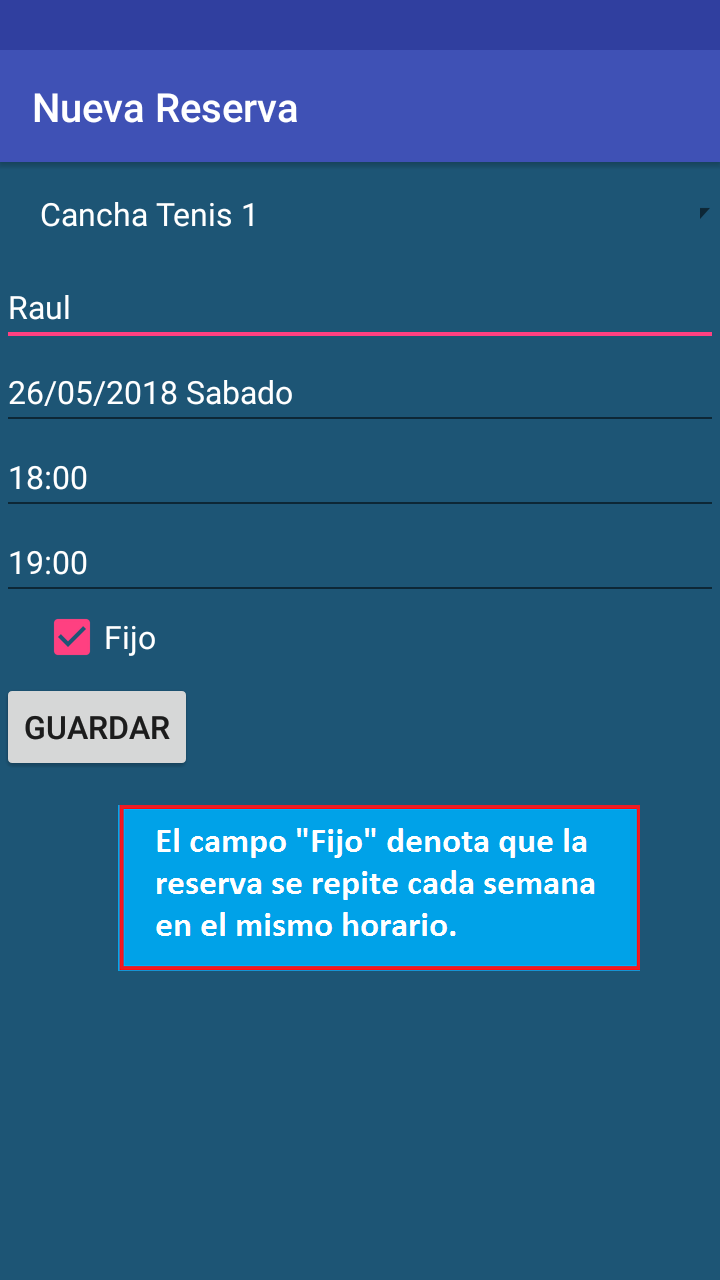 Nueva Reserva
Cancha Tenis 1
Raul
26/05/2018 Sabado
18:00
19:00
Fijo
GUARDAR
El campo "Fijo" denota que la
reserva se repite cada semana
en el mismo horario.